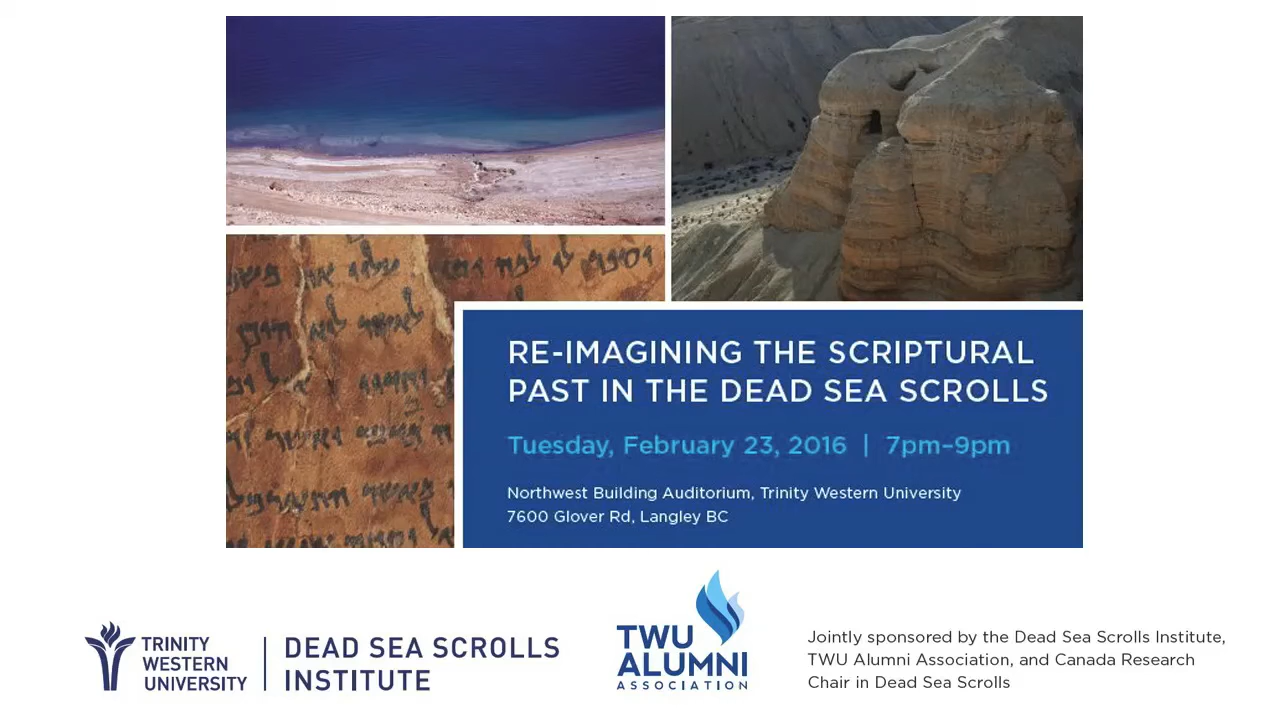 RE-IMAGINING THE SCRIPTURAL
PAST IN THE DEAD SEA SCROLLS
Tuesday, February 23, 2016 | 7pm–9pm
Northwest Building Auditorium, Trinity Western University
7600 Glover Rd, Langley BC
TRINITY
WESTERN
UNIVERSITY
DEAD SEA SCROLLS
INSTITUTE
TWU
ALUMNI
ASSOCIATION
Jointly sponsored by the Dead Sea Scrolls Institute,
TWU Alumni Association, and Canada Research
Chair in Dead Sea Scrolls